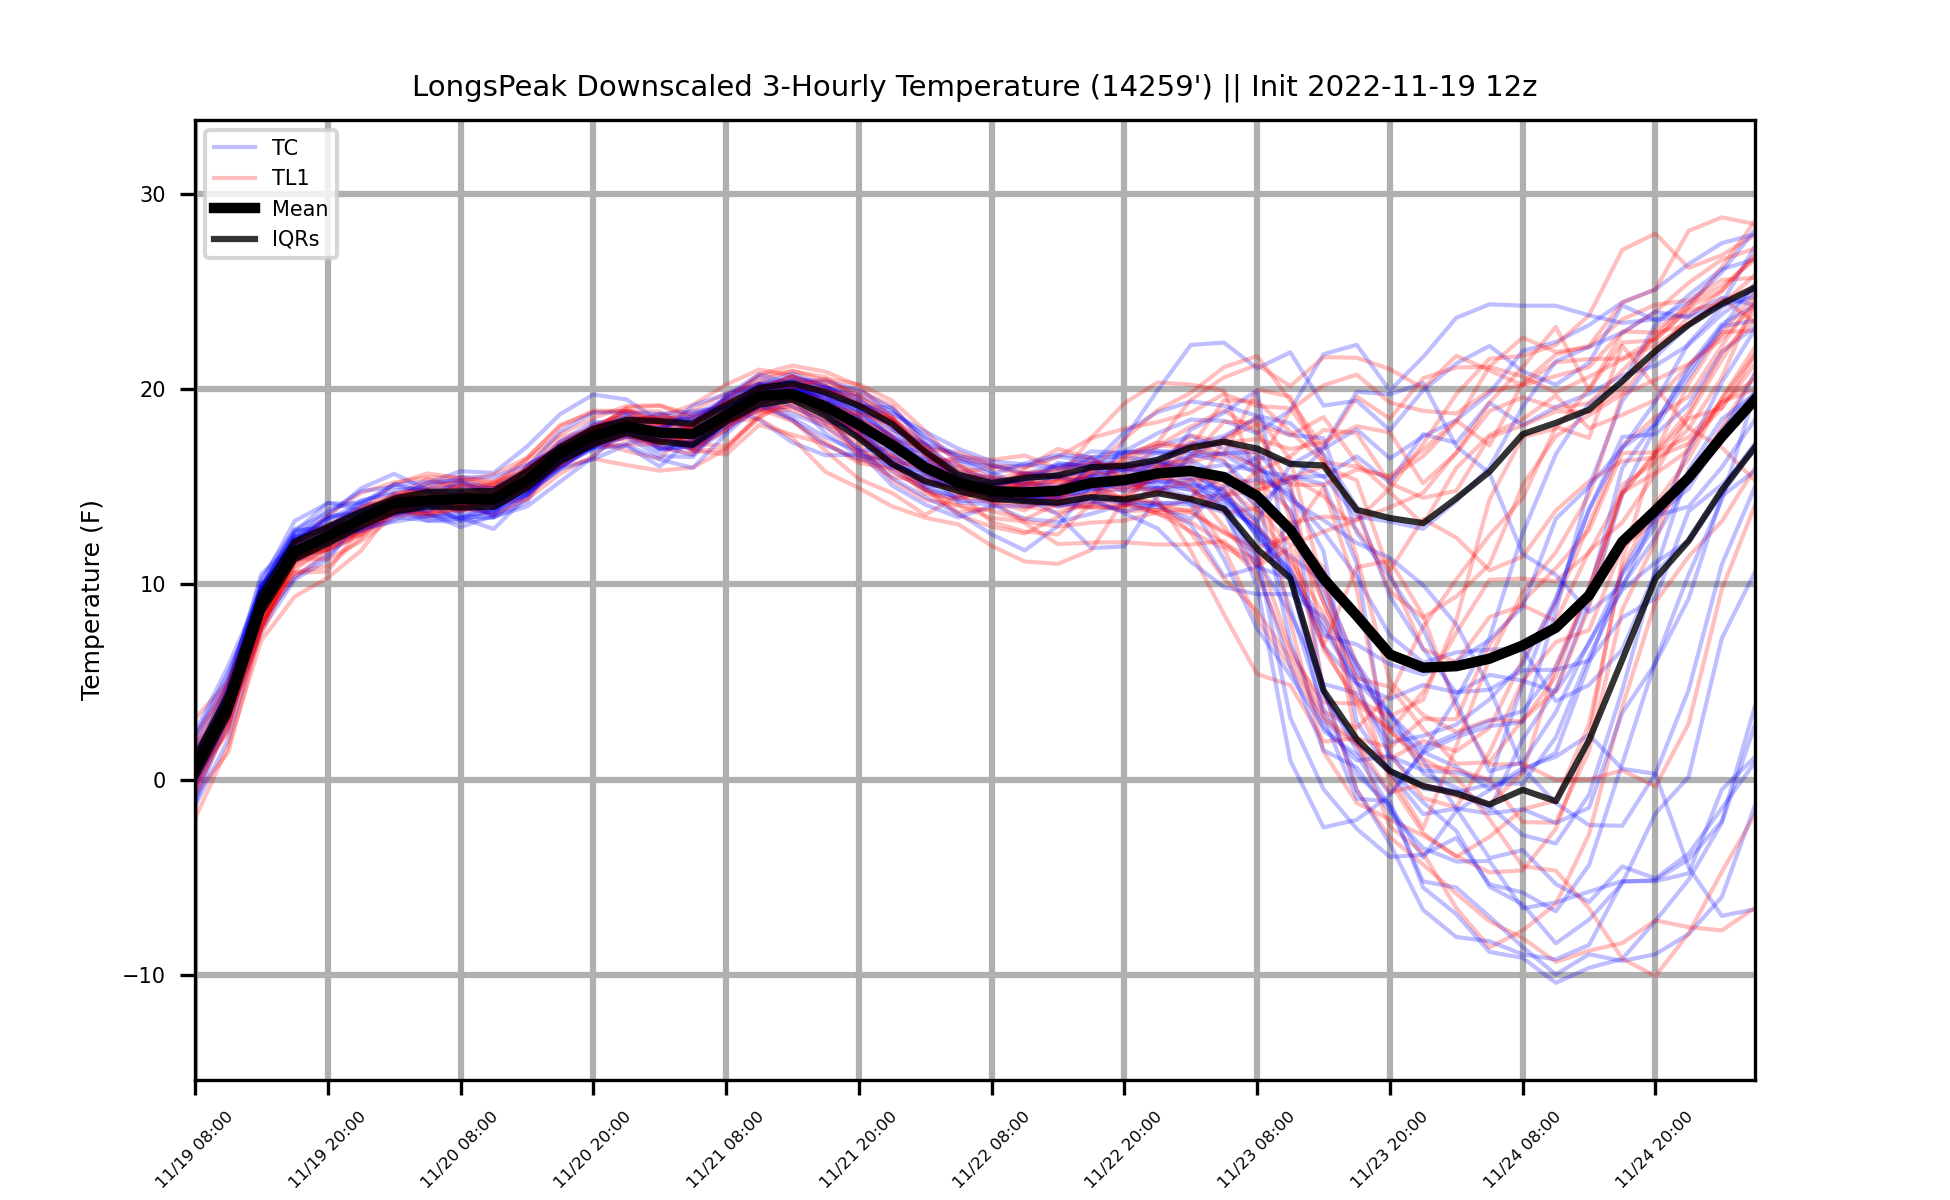 LongsPeak Downscaled 3-Hourly Temperature (14259') || Init 2022-11-19 12z
TC
TL1
Mean
IQRs
Temperature (F)
30
20
10
0
−10
11/19 08:00
11/19 20:00
11/20 08:00
11/20 20:00
11/21 08:00
11/21 20:00
11/22 08:00
11/22 20:00
11/23 08:00
11/23 20:00
11/24 08:00
11/24 20:00